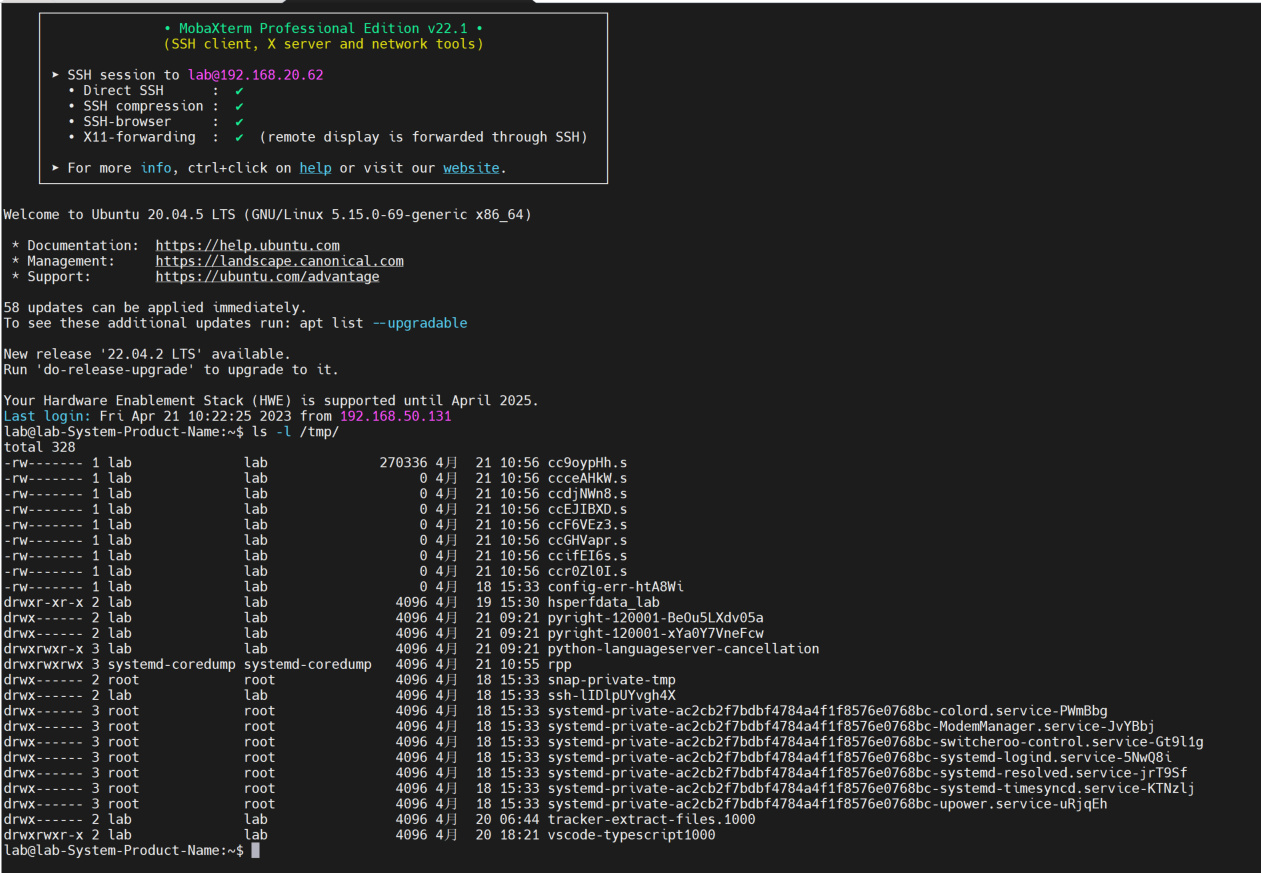 • MobaXterm Professional Edition v22.1 •
(SSH client, X server and network tools)
➤ SSH session to lab@192.168.20.62
• Direct SSH : ✔
• SSH compression : ✔
• SSH-browser : ✔
• X11-forwarding : ✔ (remote display is forwarded through SSH)
➤ For more info, ctrl+click on help or visit our website.
Welcome to Ubuntu 20.04.5 LTS (GNU/Linux 5.15.0-69-generic x86_64)
* Documentation: https://help.ubuntu.com
* Management: https://landscape.canonical.com
* Support: https://ubuntu.com/advantage
58 updates can be applied immediately.
To see these additional updates run: apt list --upgradable
New release '22.04.2 LTS' available.
Run 'do-release-upgrade' to upgrade to it.
Your Hardware Enablement Stack (HWE) is supported until April 2025.
Last login: Fri Apr 21 10:22:25 2023 from 192.168.50.131
lab@lab-System-Product-Name:~$ ls -l /tmp/
total 328
-rw------- 1 lab lab 270336 4月 21 10:56 cc9oypHh.s
-rw------- 1 lab lab 0 4月 21 10:56 ccceAHkW.s
-rw------- 1 lab lab 0 4月 21 10:56 ccdjNWn8.s
-rw------- 1 lab lab 0 4月 21 10:56 ccEJIBXD.s
-rw------- 1 lab lab 0 4月 21 10:56 ccF6VEz3.s
-rw------- 1 lab lab 0 4月 21 10:56 ccGHVapr.s
-rw------- 1 lab lab 0 4月 21 10:56 ccifEI6s.s
-rw------- 1 lab lab 0 4月 21 10:56 ccr0Zl0I.s
-rw------- 1 lab lab 0 4月 18 15:33 config-err-htA8Wi
drwxr-xr-x 2 lab lab 4096 4月 19 15:30 hsperfdata_lab
drwx------ 2 lab lab 4096 4月 21 09:21 pyright-120001-BeOu5LXdv05a
drwx------ 2 lab lab 4096 4月 21 09:21 pyright-120001-xYa0Y7VneFcw
drwxrwxr-x 3 lab lab 4096 4月 21 09:21 python-languageserver-cancellation
drwxrwxrwx 3 systemd-coredump systemd-coredump 4096 4月 21 10:55 rpp
drwx------ 2 root root 4096 4月 18 15:33 snap-private-tmp
drwx------ 2 lab lab 4096 4月 18 15:33 ssh-lIDlpUYvgh4X
drwx------ 3 root root 4096 4月 18 15:33 systemd-private-ac2cb2f7bdbf4784a4f1f8576e0768bc-colord.service-PWmBbg
drwx------ 3 root root 4096 4月 18 15:33 systemd-private-ac2cb2f7bdbf4784a4f1f8576e0768bc-ModemManager.service-JvYBbj
drwx------ 3 root root 4096 4月 18 15:33 systemd-private-ac2cb2f7bdbf4784a4f1f8576e0768bc-switcheroo-control.service-Gt9l1g
drwx------ 3 root root 4096 4月 18 15:33 systemd-private-ac2cb2f7bdbf4784a4f1f8576e0768bc-systemd-logind.service-5NwQ8i
drwx------ 3 root root 4096 4月 18 15:33 systemd-private-ac2cb2f7bdbf4784a4f1f8576e0768bc-systemd-resolved.service-jrT9Sf
drwx------ 3 root root 4096 4月 18 15:33 systemd-private-ac2cb2f7bdbf4784a4f1f8576e0768bc-systemd-timesyncd.service-KTNzlj
drwx------ 3 root root 4096 4月 18 15:33 systemd-private-ac2cb2f7bdbf4784a4f1f8576e0768bc-upower.service-uRjqEh
drwx------ 2 lab lab 4096 4月 20 06:44 tracker-extract-files.1000
drwxrwxr-x 2 lab lab 4096 4月 20 18:21 vscode-typescript1000
lab@lab-System-Product-Name:~$